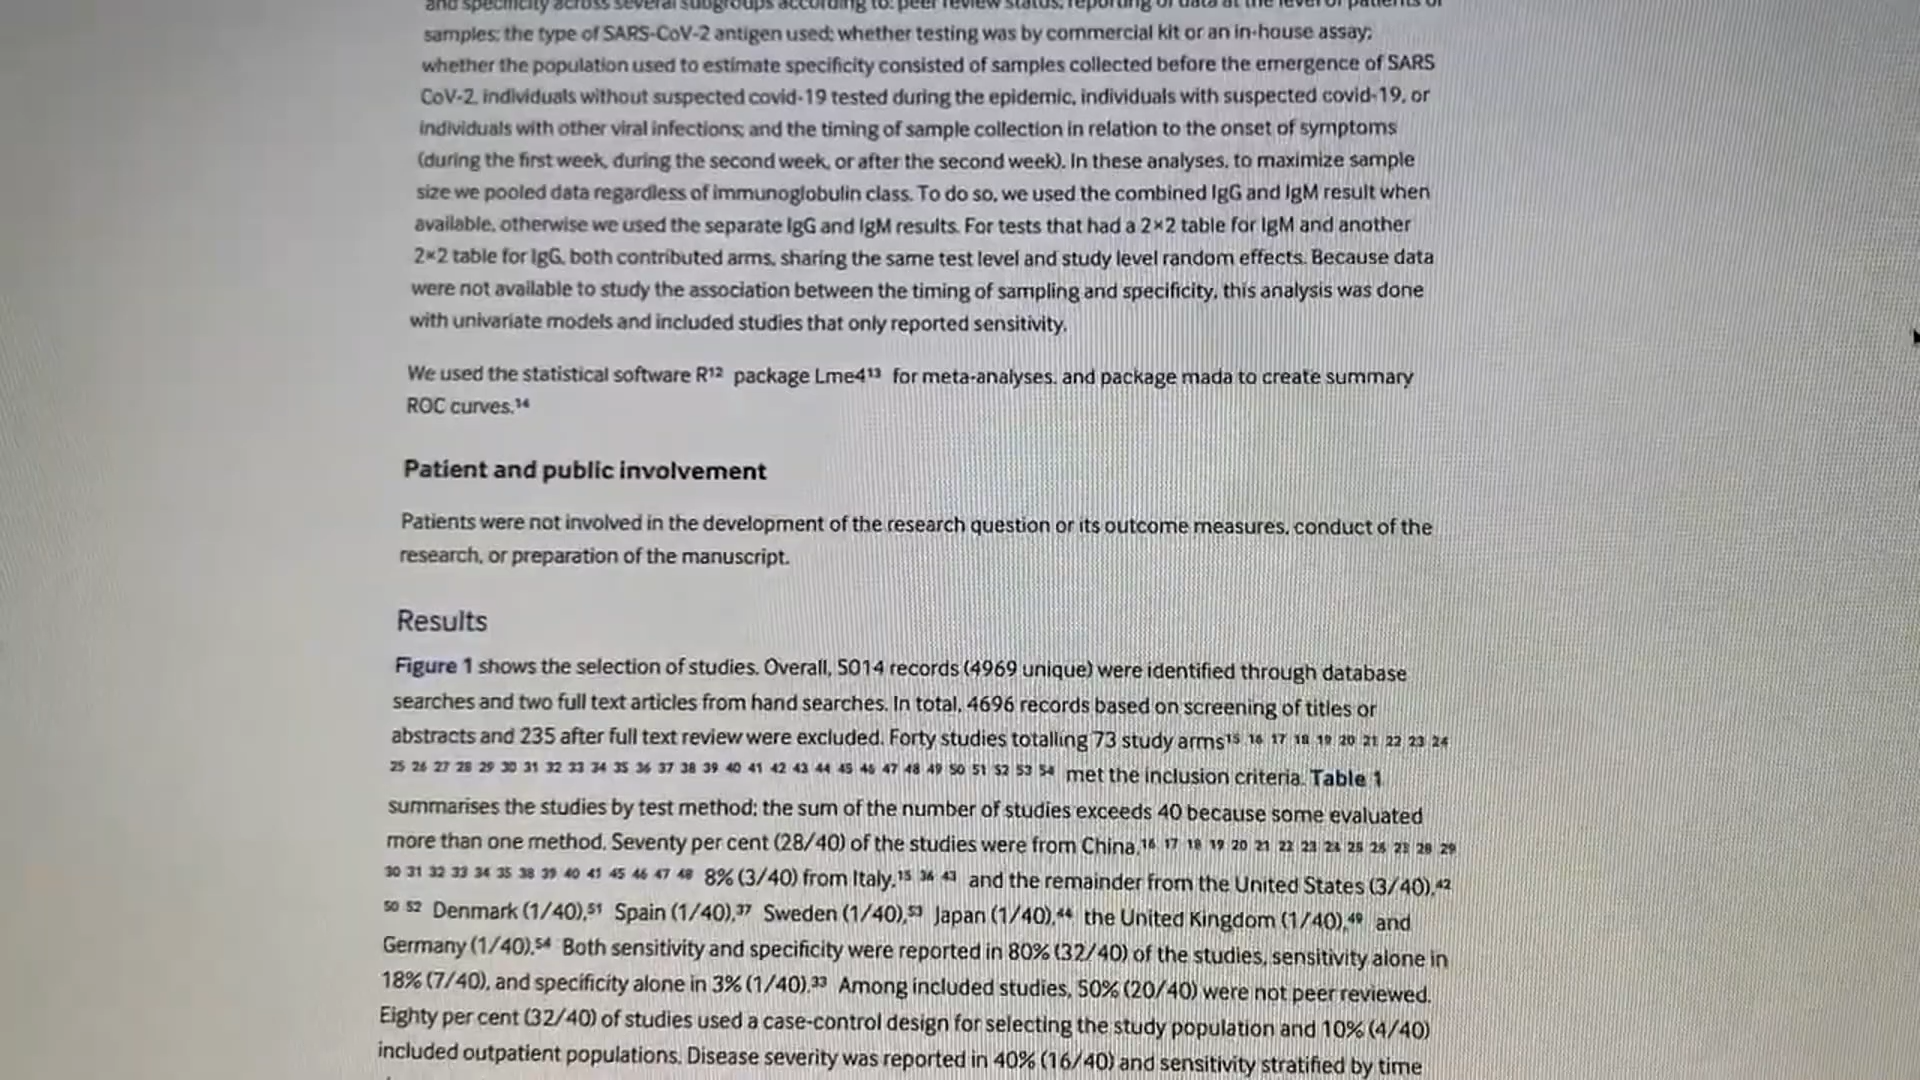 and specificity across several subgroups according to: peer review status; reporting of data at the level of patients or
samples; the type of SARS-CoV-2 antigen used; whether testing was by commercial kit or an in-house assay;
whether the population used to estimate specificity consisted of samples collected before the emergence of SARS
CoV-2, individuals without suspected covid-19 tested during the epidemic, individuals with suspected covid-19, or
individuals with other viral infections; and the timing of sample collection in relation to the onset of symptoms
(during the first week, during the second week, or after the second week). In these analyses, to maximize sample
size we pooled data regardless of immunoglobulin class. To do so, we used the combined IgG and IgM result when
available, otherwise we used the separate IgG and IgM results. For tests that had a 2×2 table for IgM and another
2×2 table for IgG, both contributed arms, sharing the same test level and study level random effects. Because data
were not available to study the association between the timing of sampling and specificity, this analysis was done
with univariate models and included studies that only reported sensitivity.
We used the statistical software R12 package Lme413 for meta-analyses, and package mada to create summary
ROC curves.14
Patient and public involvement
Patients were not involved in the development of the research question or its outcome measures, conduct of the
research, or preparation of the manuscript.
Results
Figure 1 shows the selection of studies. Overall, 5014 records (4969 unique) were identified through database
searches and two full text articles from hand searches. In total, 4696 records based on screening of titles or
abstracts and 235 after full text review were excluded. Forty studies totalling 73 study arms15 16 17 18 19 20 21 22 23 24
25 26 27 28 29 30 31 32 33 34 35 36 37 38 39 40 41 42 43 44 45 46 47 48 49 50 51 52 53 54 met the inclusion criteria. Table 1
summarises the studies by test method; the sum of the number of studies exceeds 40 because some evaluated
more than one method. Seventy per cent (28/40) of the studies were from China,16 17 18 19 20 21 22 23 24 25 26 27 28 29
30 31 32 33 34 35 38 39 40 41 45 46 47 48 8% (3/40) from Italy,15 36 43 and the remainder from the United States (3/40),42
50 52 Denmark (1/40),51 Spain (1/40),37 Sweden (1/40),53 Japan (1/40),44 the United Kingdom (1/40),49 and
Germany (1/40).54 Both sensitivity and specificity were reported in 80% (32/40) of the studies, sensitivity alone in
18% (7/40), and specificity alone in 3% (1/40).33 Among included studies, 50% (20/40) were not peer reviewed.
Eighty per cent (32/40) of studies used a case-control design for selecting the study population and 10% (4/40)
included outpatient populations. Disease severity was reported in 40% (16/40) and sensitivity stratified by time